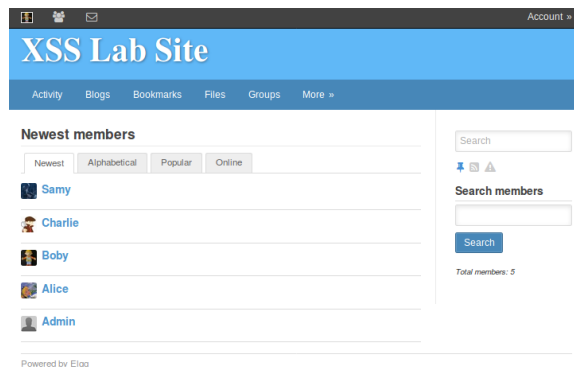 Account »
XSS Lab Site
Activity Blogs Bookmarks Files Groups More »
Newest members
Newest Alphabetical Popular Online
Samy
Charlie
Boby
Alice
Admin
Search
Search members
Search
Total members: 5
Powered by Elgg